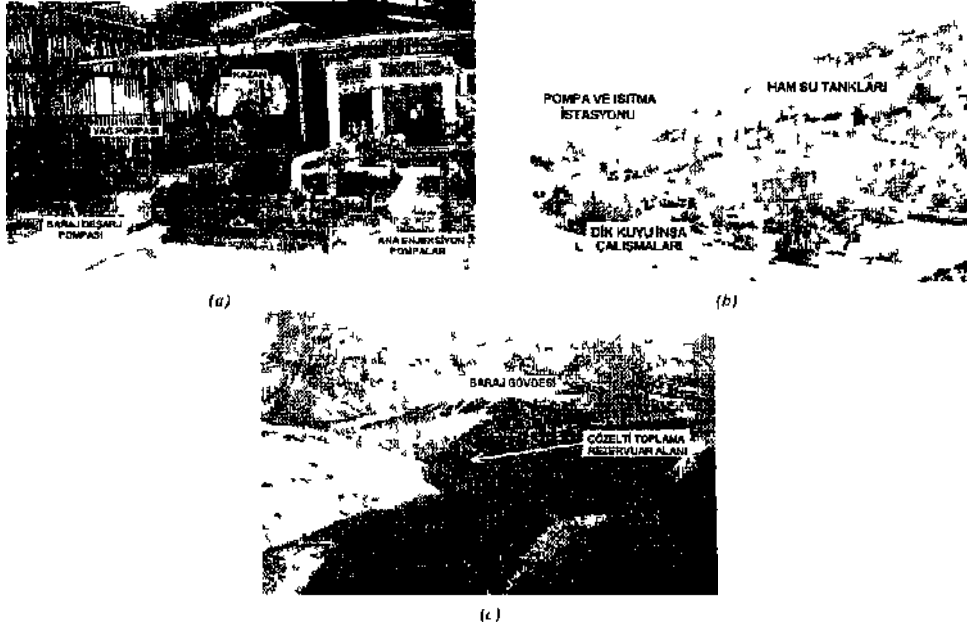 KAZAN
YAĞ POMPASI
BARAJ DEŞARJ
POMPASI
ANA ENJEKSİYON
POMPALAR
(a)
POMPA VE ISITMA
İSTASYONU
HAM SU TANKLARI
DİK KUYU İNŞA
ÇALIŞMALARI
(b)
BARAJ GÖVDESİ
ÇÖZELTİ TOPLAMA
REZERVUAR ALANI
(c)